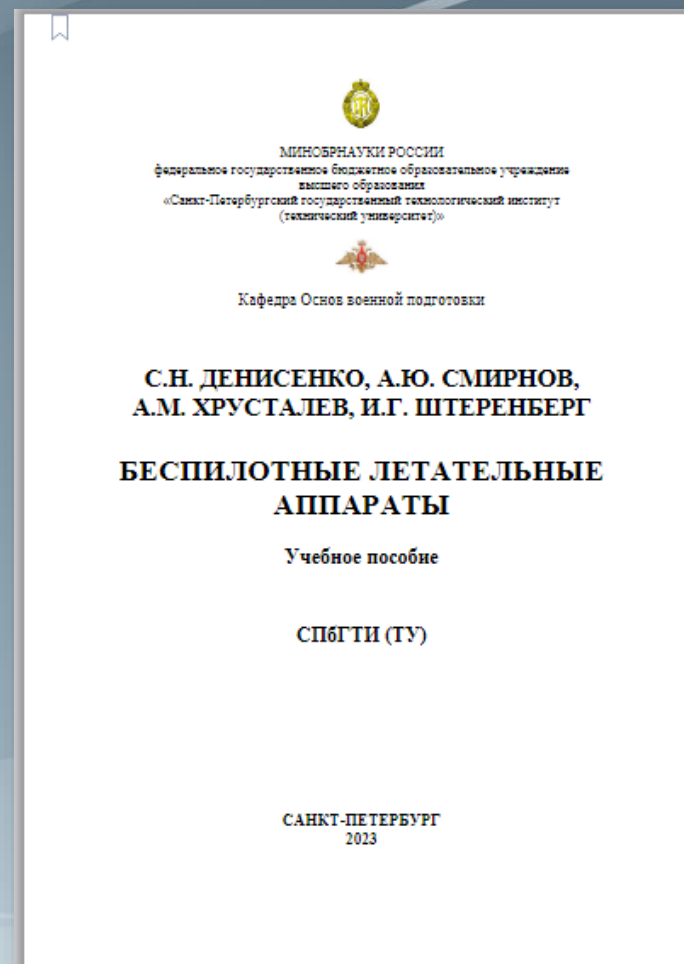 МИНОБРНАУКИ РОССИИ
федеральное государственное бюджетное образовательное учреждение
высшего образования
«Санкт-Петербургский государственный технологический институт
(технический университет)»
Кафедра Основ военной подготовки
С.Н. ДЕНИСЕНКО, А.Ю. СМИРНОВ,
А.М. ХРУСТАЛЕВ, И.Г. ШТЕРЕНБЕРГ
БЕСПИЛОТНЫЕ ЛЕТАТЕЛЬНЫЕ
АППАРАТЫ
Учебное пособие
СПбГТИ (ТУ)
САНКТ-ПЕТЕРБУРГ
2023